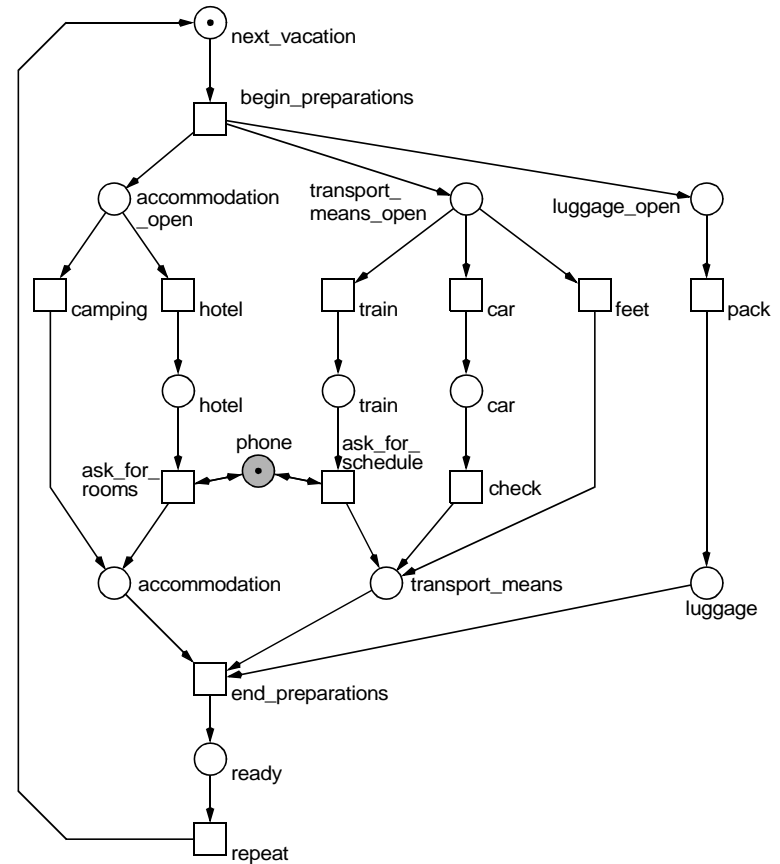 next_vacation
begin_preparations
accommodation
_open
transport_
means_open
luggage_open
camping
hotel
train
car
feet
pack
hotel
train
car
phone
ask_for_
rooms
ask_for_
schedule
check
accommodation
transport_means
luggage
end_preparations
ready
repeat